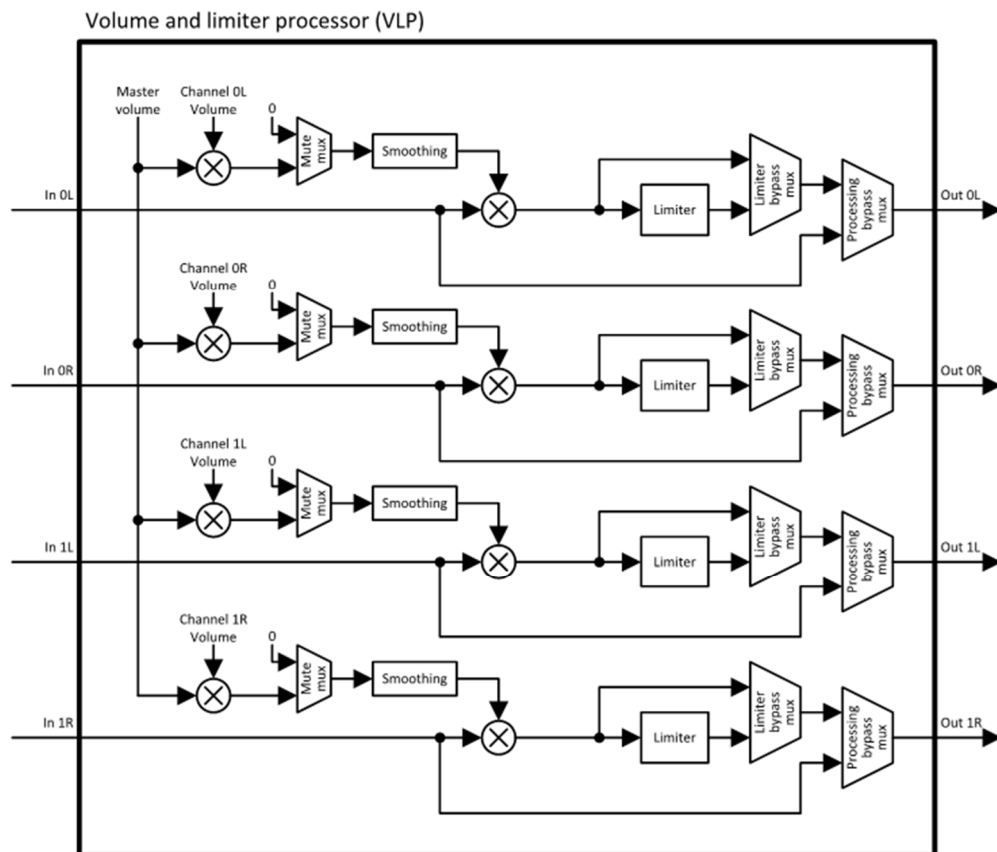 Volume and limiter processor (VLP)
Master
volume
Channel 0L
Volume
0
Mute
mux
Smoothing
In 0L
Limiter
Limiter
bypass
mux
Processing
bypass
mux
Out 0L
Channel 0R
Volume
0
Mute
mux
Smoothing
In 0R
Limiter
Limiter
bypass
mux
Processing
bypass
mux
Out 0R
Channel 1L
Volume
0
Mute
mux
Smoothing
In 1L
Limiter
Limiter
bypass
mux
Processing
bypass
mux
Out 1L
Channel 1R
Volume
0
Mute
mux
Smoothing
In 1R
Limiter
Limiter
bypass
mux
Processing
bypass
mux
Out 1R